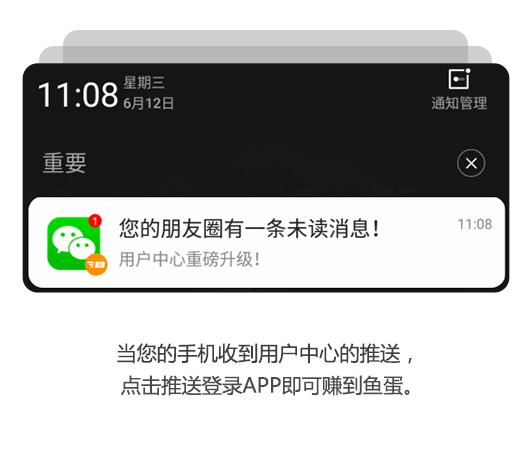 11:08
星期三
6月12日
通知管理
重要
1
您的朋友圈有一条未读消息！
11:08
用户中心重磅升级！
当您的手机收到用户中心的推送，
点击推送登录APP即可赚到鱼蛋。